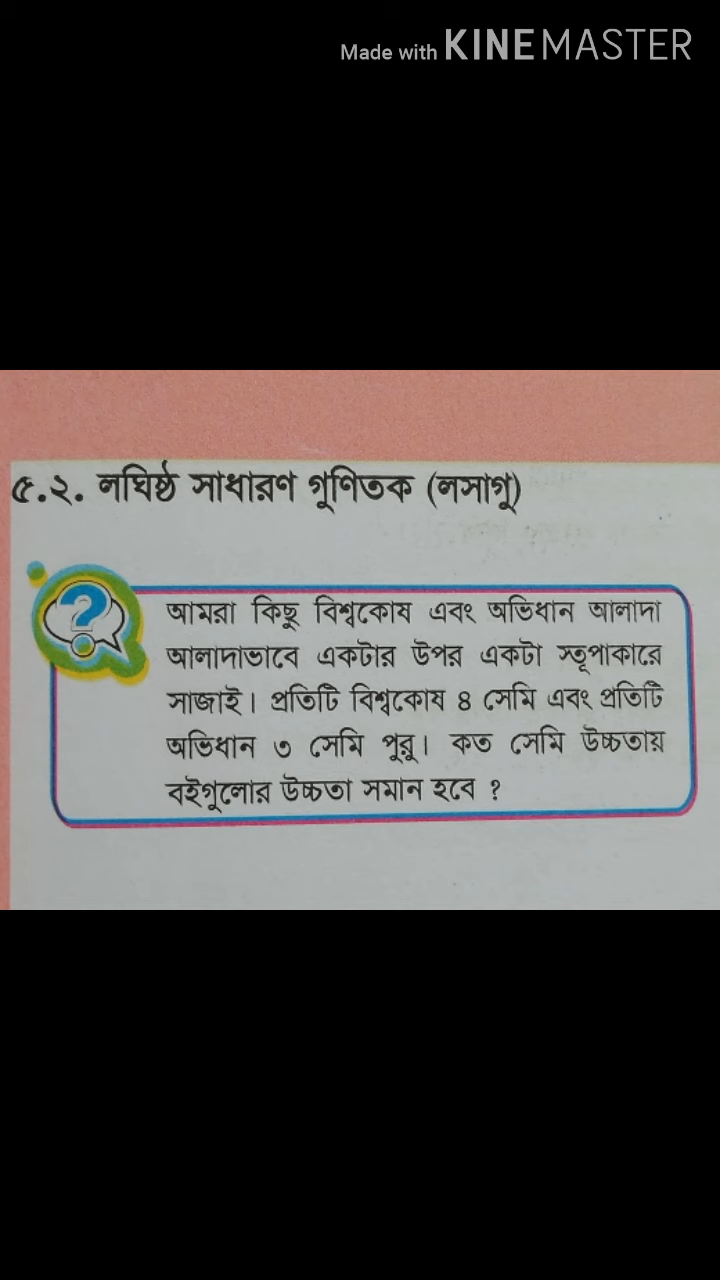 Made with KINEMASTER
৫.২. লঘিষ্ঠ সাধারণ গুণিতক (লসাগু)
?
আমরা কিছু বিশ্বকোষ এবং অভিধান আলাদা
আলাদাভাবে একটার উপর একটা স্তূপাকারে
সাজাই। প্রতিটি বিশ্বকোষ ৪ সেমি এবং প্রতিটি
অভিধান ৩ সেমি পুরু। কত সেমি উচ্চতায়
বইগুলোর উচ্চতা সমান হবে ?